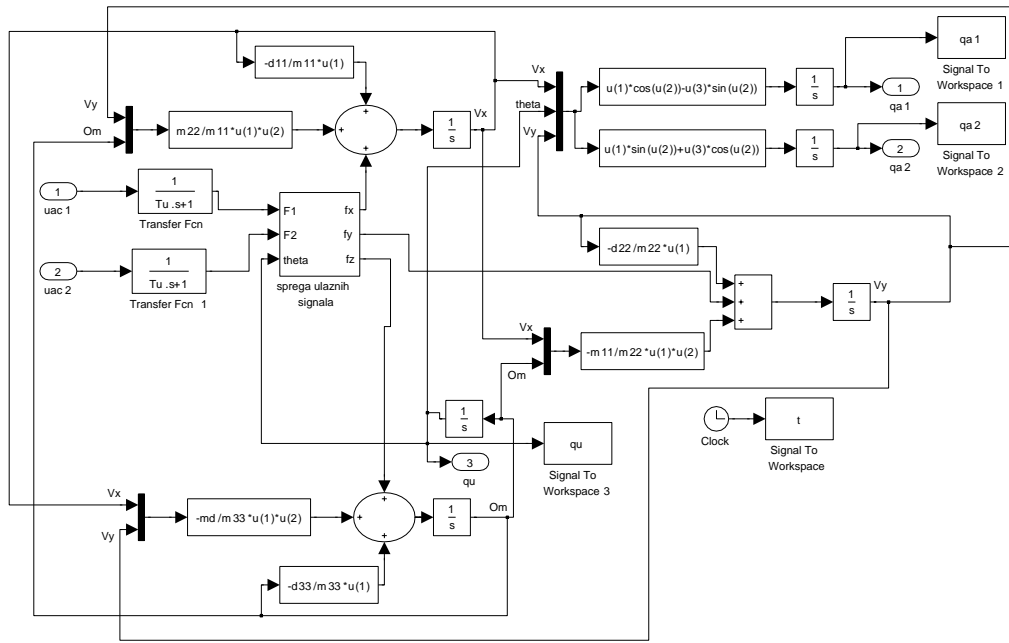 -d11/m11*u(1)
Vy
Om
m22/m11*u(1)*u(2)
+
+
+
1
s
Vx
Vx
theta
Vy
u(1)*cos(u(2))-u(3)*sin(u(2))
1
s
qa 1
Signal To
Workspace 1
1
qa 1
u(1)*sin(u(2))+u(3)*cos(u(2))
1
s
qa 2
Signal To
Workspace 2
2
qa 2
1
uac 1
1
Tu .s+1
Transfer Fcn
2
uac 2
1
Tu .s+1
Transfer Fcn 1
F1
F2
theta
fx
fy
fz
sprega ulaznih
signala
-d22/m22*u(1)
+
+
+
1
s
Vy
Vx
Om
-m11/m22*u(1)*u(2)
1
s
qu
Signal To
Workspace 3
3
qu
Clock
t
Signal To
Workspace
Vx
Vy
-md/m33*u(1)*u(2)
+
+
+
1
s
Om
-d33/m33*u(1)